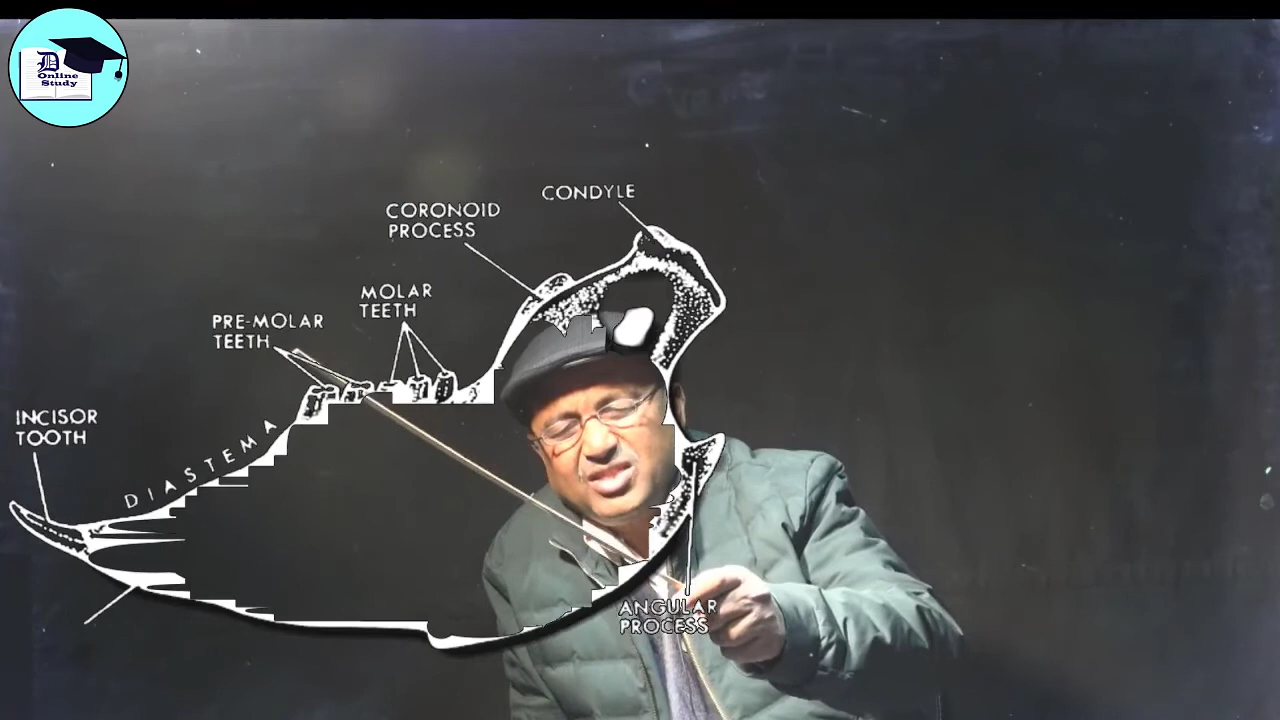 D
Online
Study
CONDYLE
CORONOID
PROCESS
MOLAR
TEETH
PRE-MOLAR
TEETH
INCISOR
TOOTH
DIASTEMA
ANGULAR
PROCESS